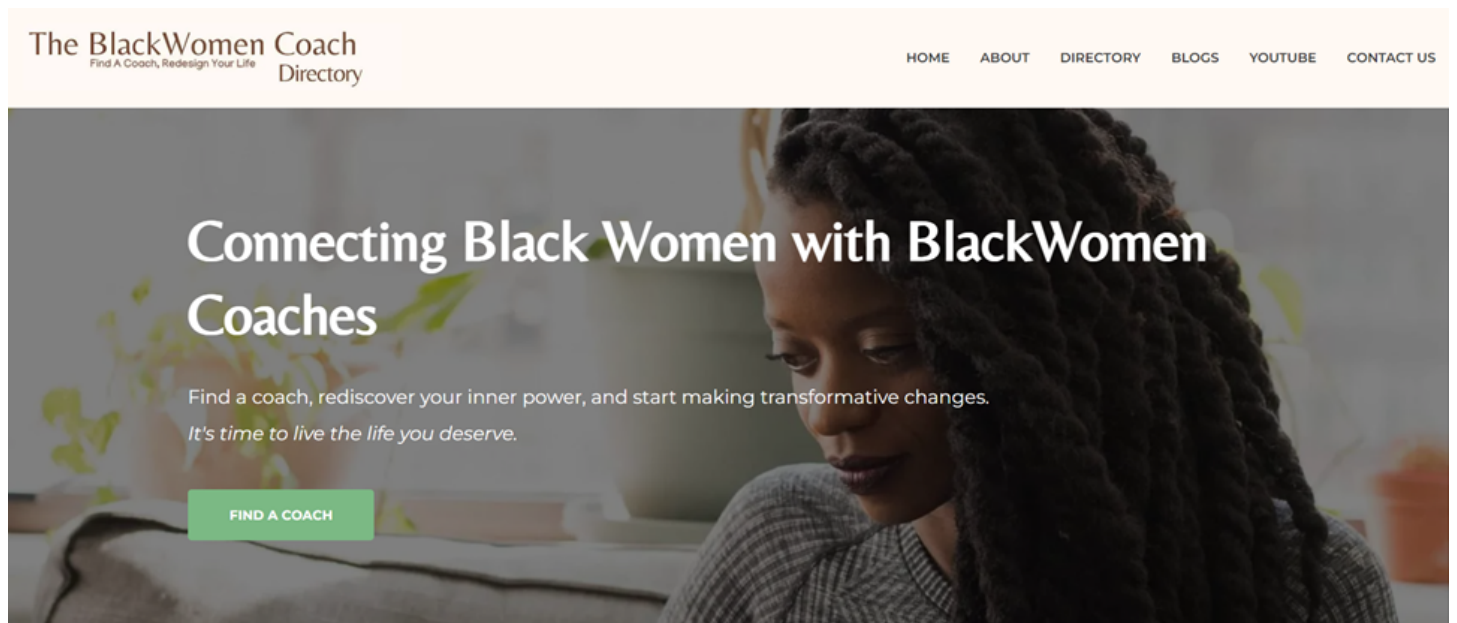 The BlackWomen Coach
Find A Coach, Redesign Your Life
Directory
HOME ABOUT DIRECTORY BLOGS YOUTUBE CONTACT US
Connecting Black Women with BlackWomen
Coaches
Find a coach, rediscover your inner power, and start making transformative changes.
It's time to live the life you deserve.
FIND A COACH